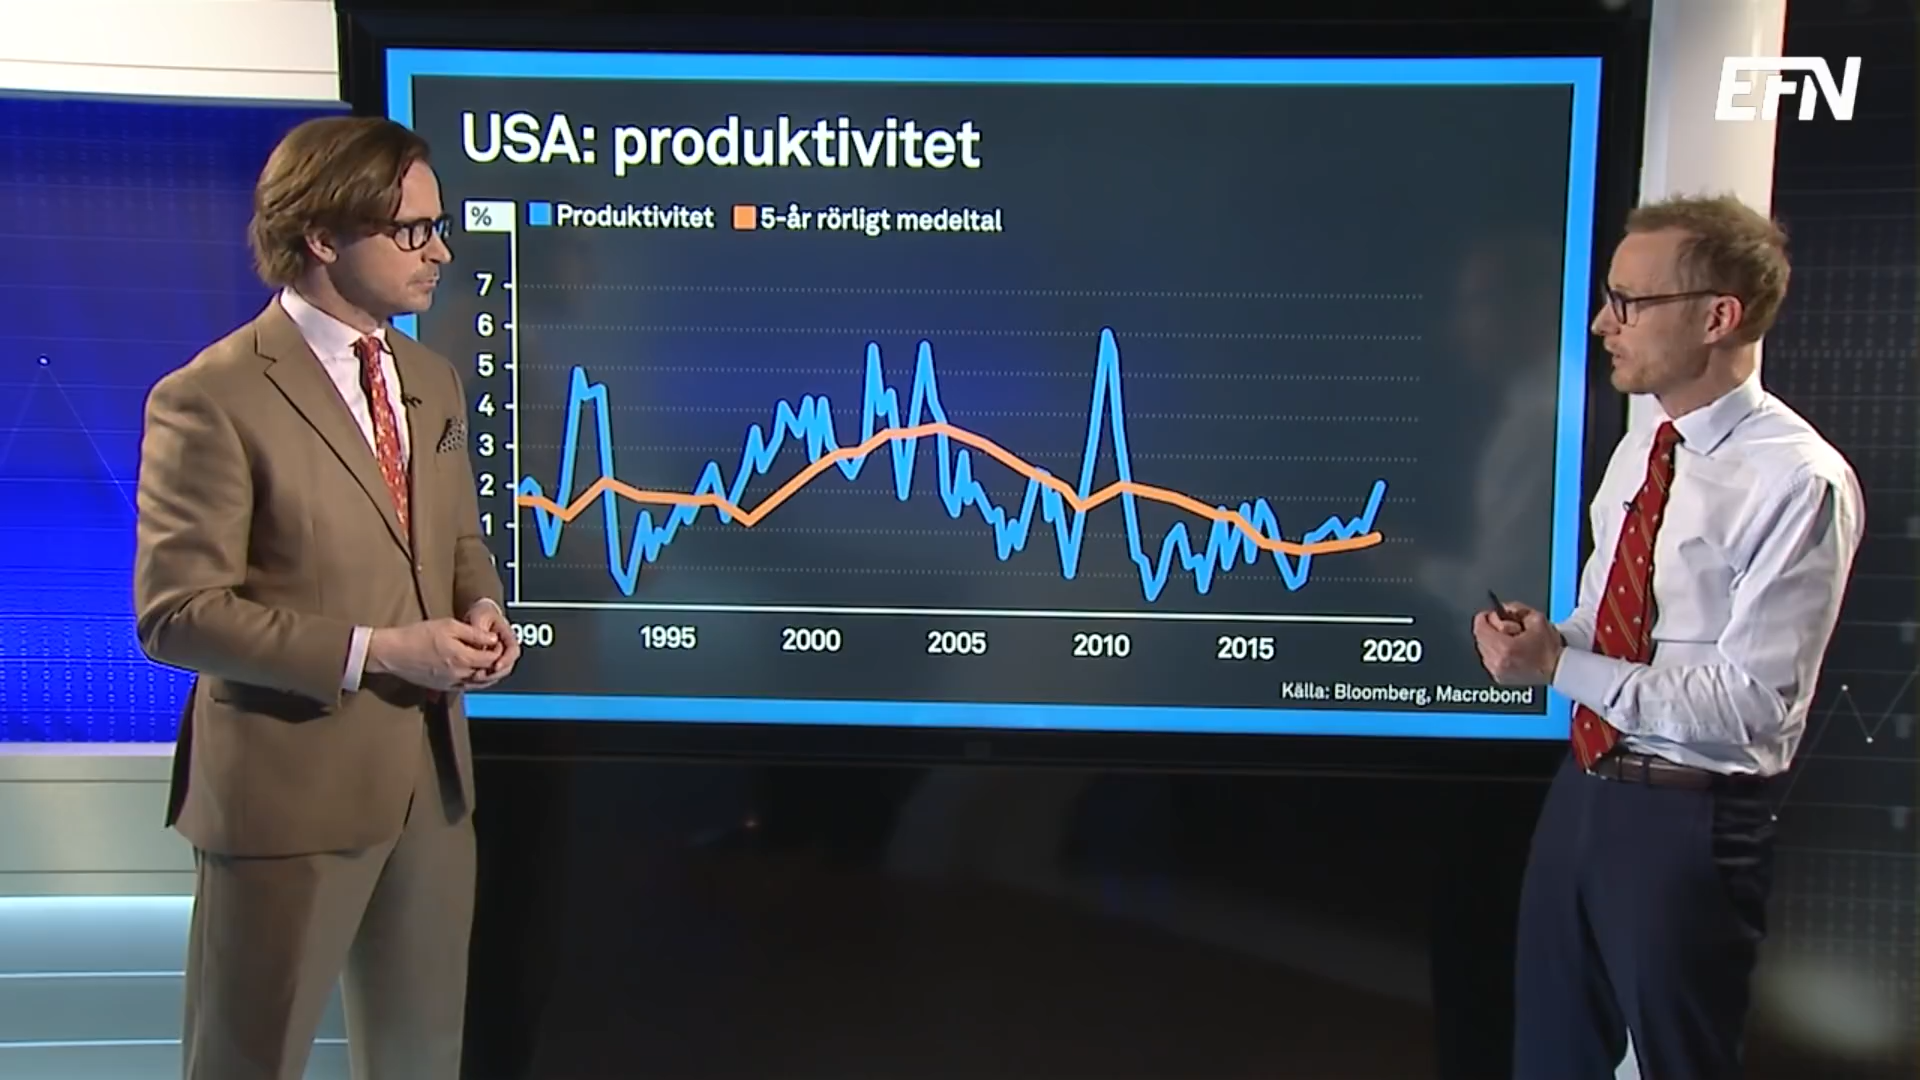 EFN
USA: produktivitet
% Produktivitet 5-år rörligt medeltal
7
6
5
4
3
2
1
990 1995 2000 2005 2010 2015 2020
Källa: Bloomberg, Macrobond